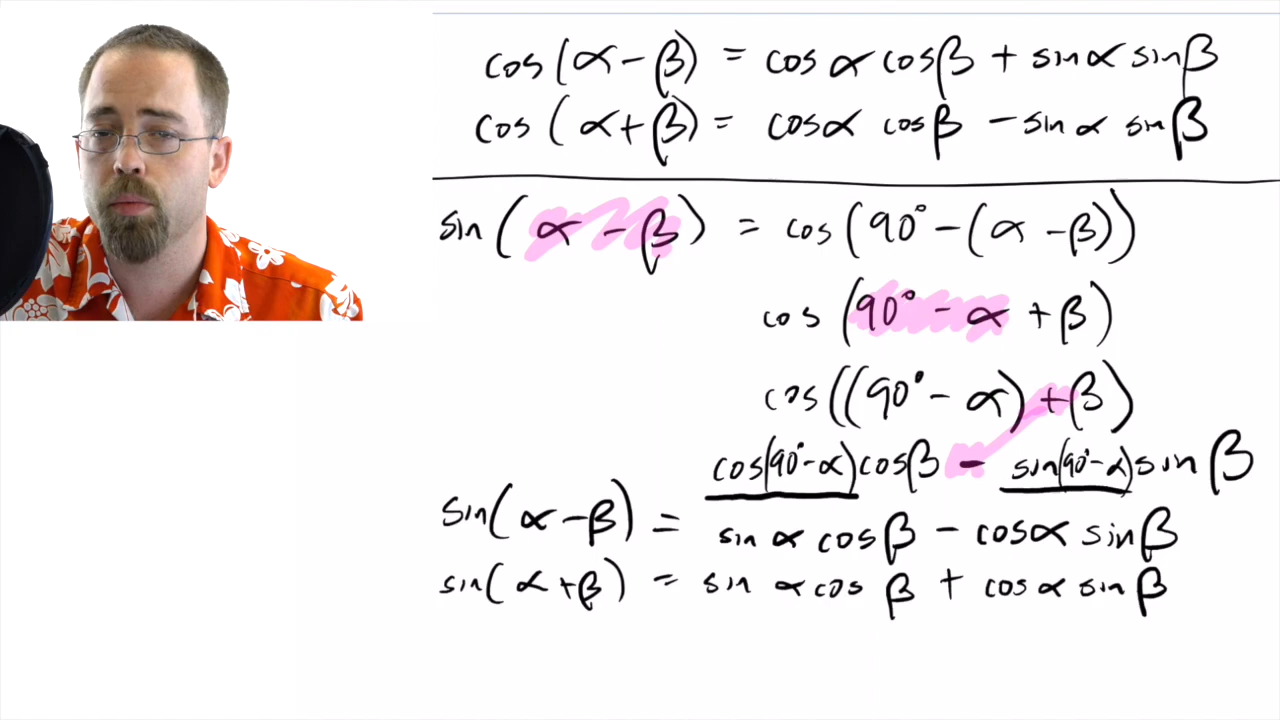 cos(α − β) = cos α cos β + sin α sin β
cos(α + β) = cos α cos β − sin α sin β
sin(α − β) = cos(90° − (α − β))
cos(90° − α + β)
cos((90° − α) + β)
cos(90° − α) cos β − sin(90° − α) sin β
sin(α − β) = sin α cos β − cos α sin β
sin(α + β) = sin α cos β + cos α sin β